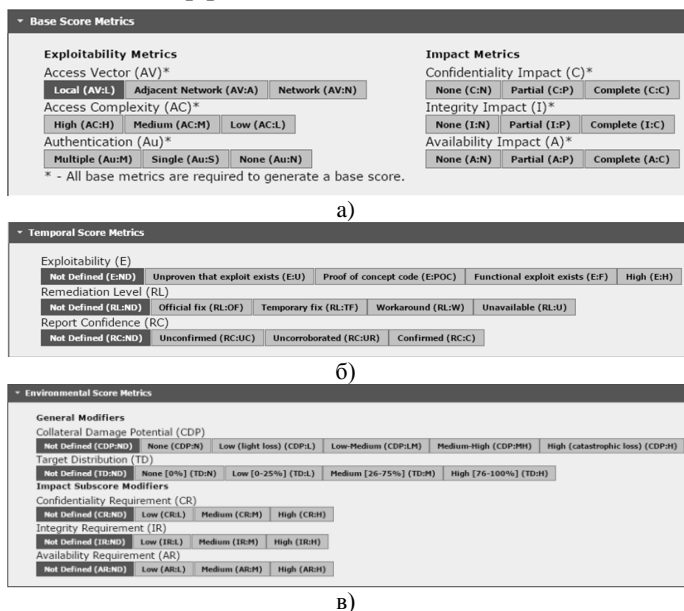 Base Score Metrics
Exploitability Metrics
Access Vector (AV)*
Local (AV:L) Adjacent Network (AV:A) Network (AV:N)
Access Complexity (AC)*
High (AC:H) Medium (AC:M) Low (AC:L)
Authentication (Au)*
Multiple (Au:M) Single (Au:S) None (Au:N)
* - All base metrics are required to generate a base score.
Impact Metrics
Confidentiality Impact (C)*
None (C:N) Partial (C:P) Complete (C:C)
Integrity Impact (I)*
None (I:N) Partial (I:P) Complete (I:C)
Availability Impact (A)*
None (A:N) Partial (A:P) Complete (A:C)
а)
Temporal Score Metrics
Exploitability (E)
Not Defined (E:ND) Unproven that exploit exists (E:U) Proof of concept code (E:POC) Functional exploit exists (E:F) High (E:H)
Remediation Level (RL)
Not Defined (RL:ND) Official fix (RL:OF) Temporary fix (RL:TF) Workaround (RL:W) Unavailable (RL:U)
Report Confidence (RC)
Not Defined (RC:ND) Unconfirmed (RC:UC) Uncorroborated (RC:UR) Confirmed (RC:C)
б)
Environmental Score Metrics
General Modifiers
Collateral Damage Potential (CDP)
Not Defined (CDP:ND) None (CDP:N) Low (light loss) (CDP:L) Low-Medium (CDP:LM) Medium-High (CDP:MH) High (catastrophic loss) (CDP:H)
Target Distribution (TD)
Not Defined (TD:ND) None [0%] (TD:N) Low [0-25%] (TD:L) Medium [26-75%] (TD:M) High [76-100%] (TD:H)
Impact Subscore Modifiers
Confidentiality Requirement (CR)
Not Defined (CR:ND) Low (CR:L) Medium (CR:M) High (CR:H)
Integrity Requirement (IR)
Not Defined (IR:ND) Low (IR:L) Medium (IR:M) High (IR:H)
Availability Requirement (AR)
Not Defined (AR:ND) Low (AR:L) Medium (AR:M) High (AR:H)
в)